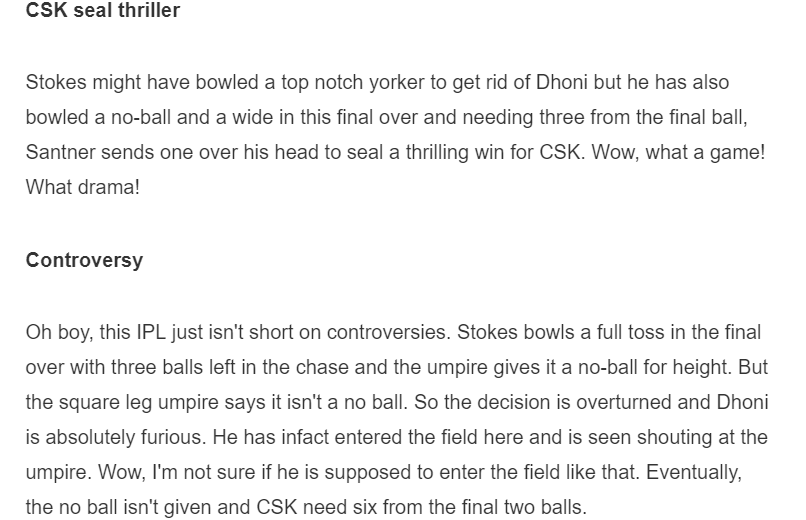 CSK seal thriller
Stokes might have bowled a top notch yorker to get rid of Dhoni but he has also
bowled a no-ball and a wide in this final over and needing three from the final ball,
Santner sends one over his head to seal a thrilling win for CSK. Wow, what a game!
What drama!
Controversy
Oh boy, this IPL just isn't short on controversies. Stokes bowls a full toss in the final
over with three balls left in the chase and the umpire gives it a no-ball for height. But
the square leg umpire says it isn't a no ball. So the decision is overturned and Dhoni
is absolutely furious. He has infact entered the field here and is seen shouting at the
umpire. Wow, I'm not sure if he is supposed to enter the field like that. Eventually,
the no ball isn't given and CSK need six from the final two balls.